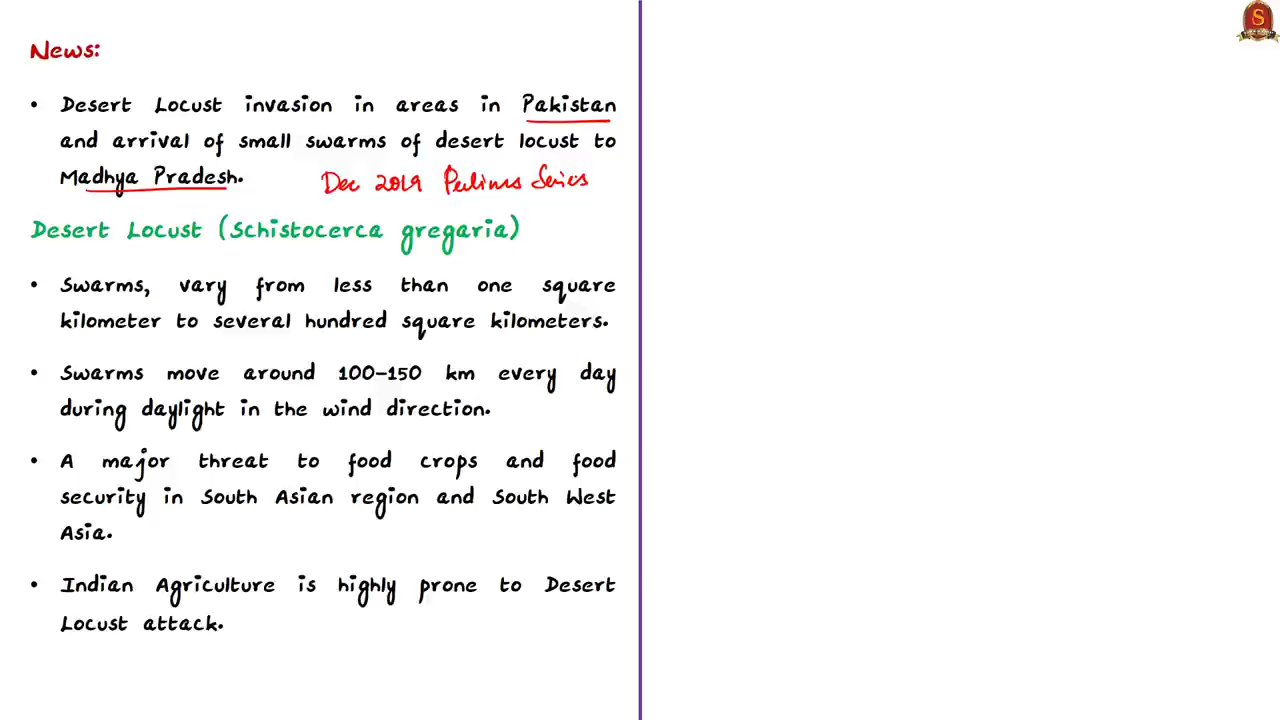 News:
• Desert Locust invasion in areas in Pakistan
and arrival of small swarms of desert locust to
Madhya Pradesh.
Dec 2019 Prelims Series
Desert Locust (Schistocerca gregaria)
• Swarms, vary from less than one square
kilometer to several hundred square kilometers.
• Swarms move around 100-150 km every day
during daylight in the wind direction.
• A major threat to food crops and food
security in South Asian region and South West
Asia.
• Indian Agriculture is highly prone to Desert
Locust attack.
S